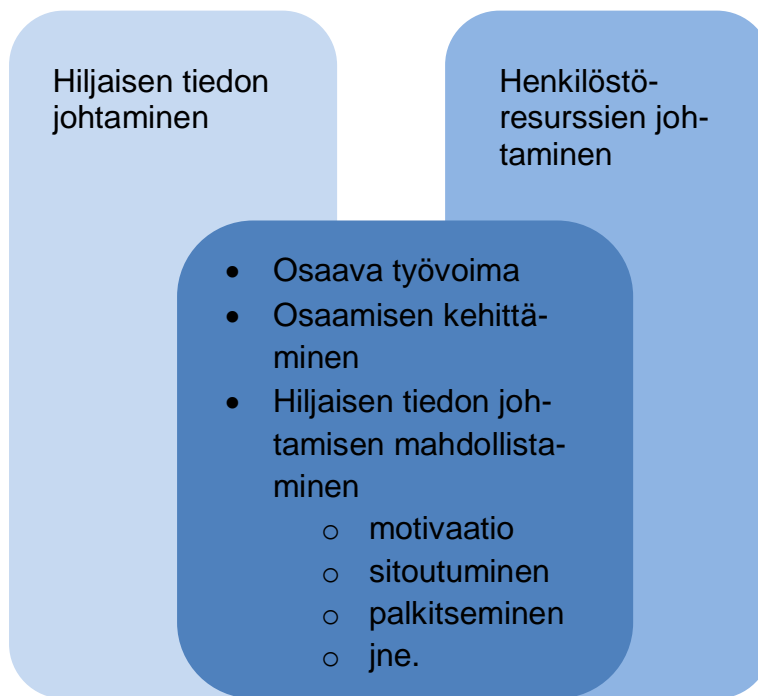 Hiljaisen tiedon
johtaminen
Henkilöstö-
resurssien joh-
taminen
• Osaava työvoima
• Osaamisen kehittä-
minen
• Hiljaisen tiedon joh-
tamisen mahdollista-
minen
o motivaatio
o sitoutuminen
o palkitseminen
o jne.